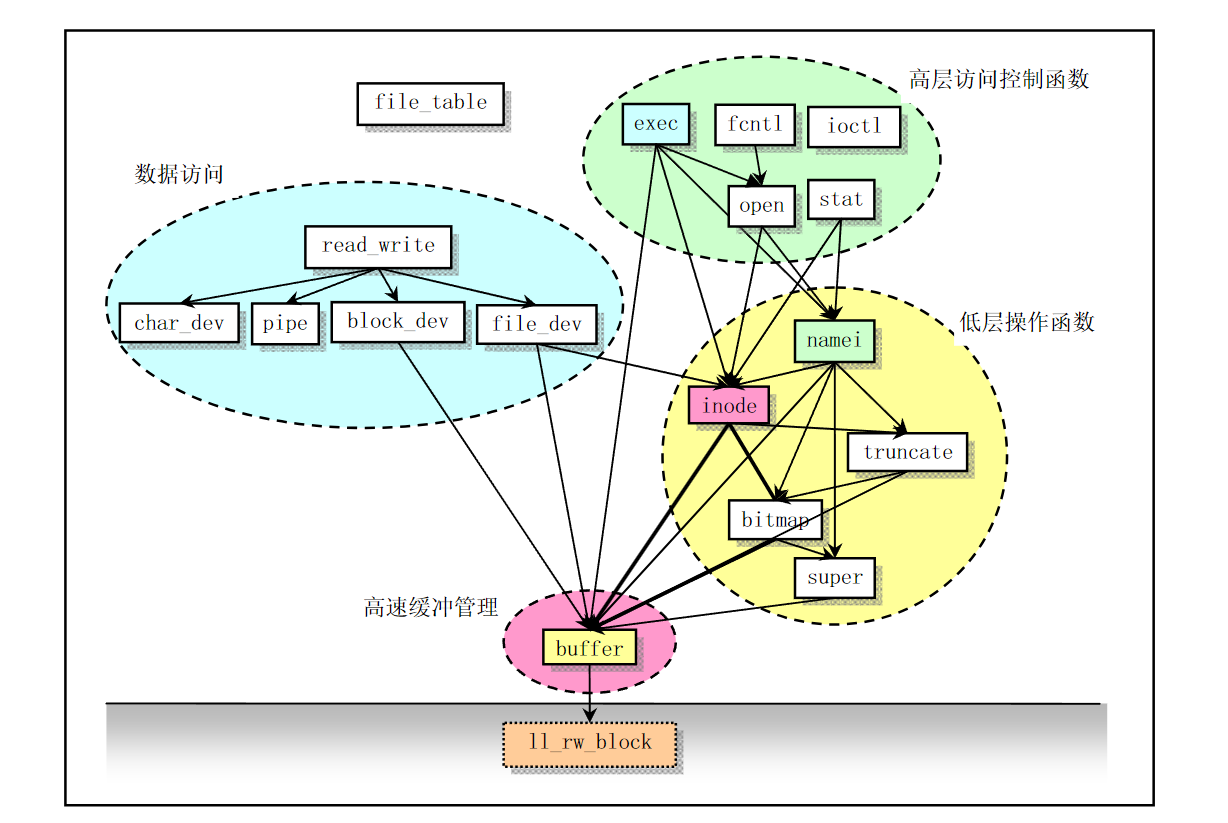 高层访问控制函数
file_table
exec
fcntl
ioctl
数据访问
open
stat
read_write
char_dev
pipe
block_dev
file_dev
低层操作函数
namei
inode
truncate
bitmap
super
高速缓冲管理
buffer
ll_rw_block